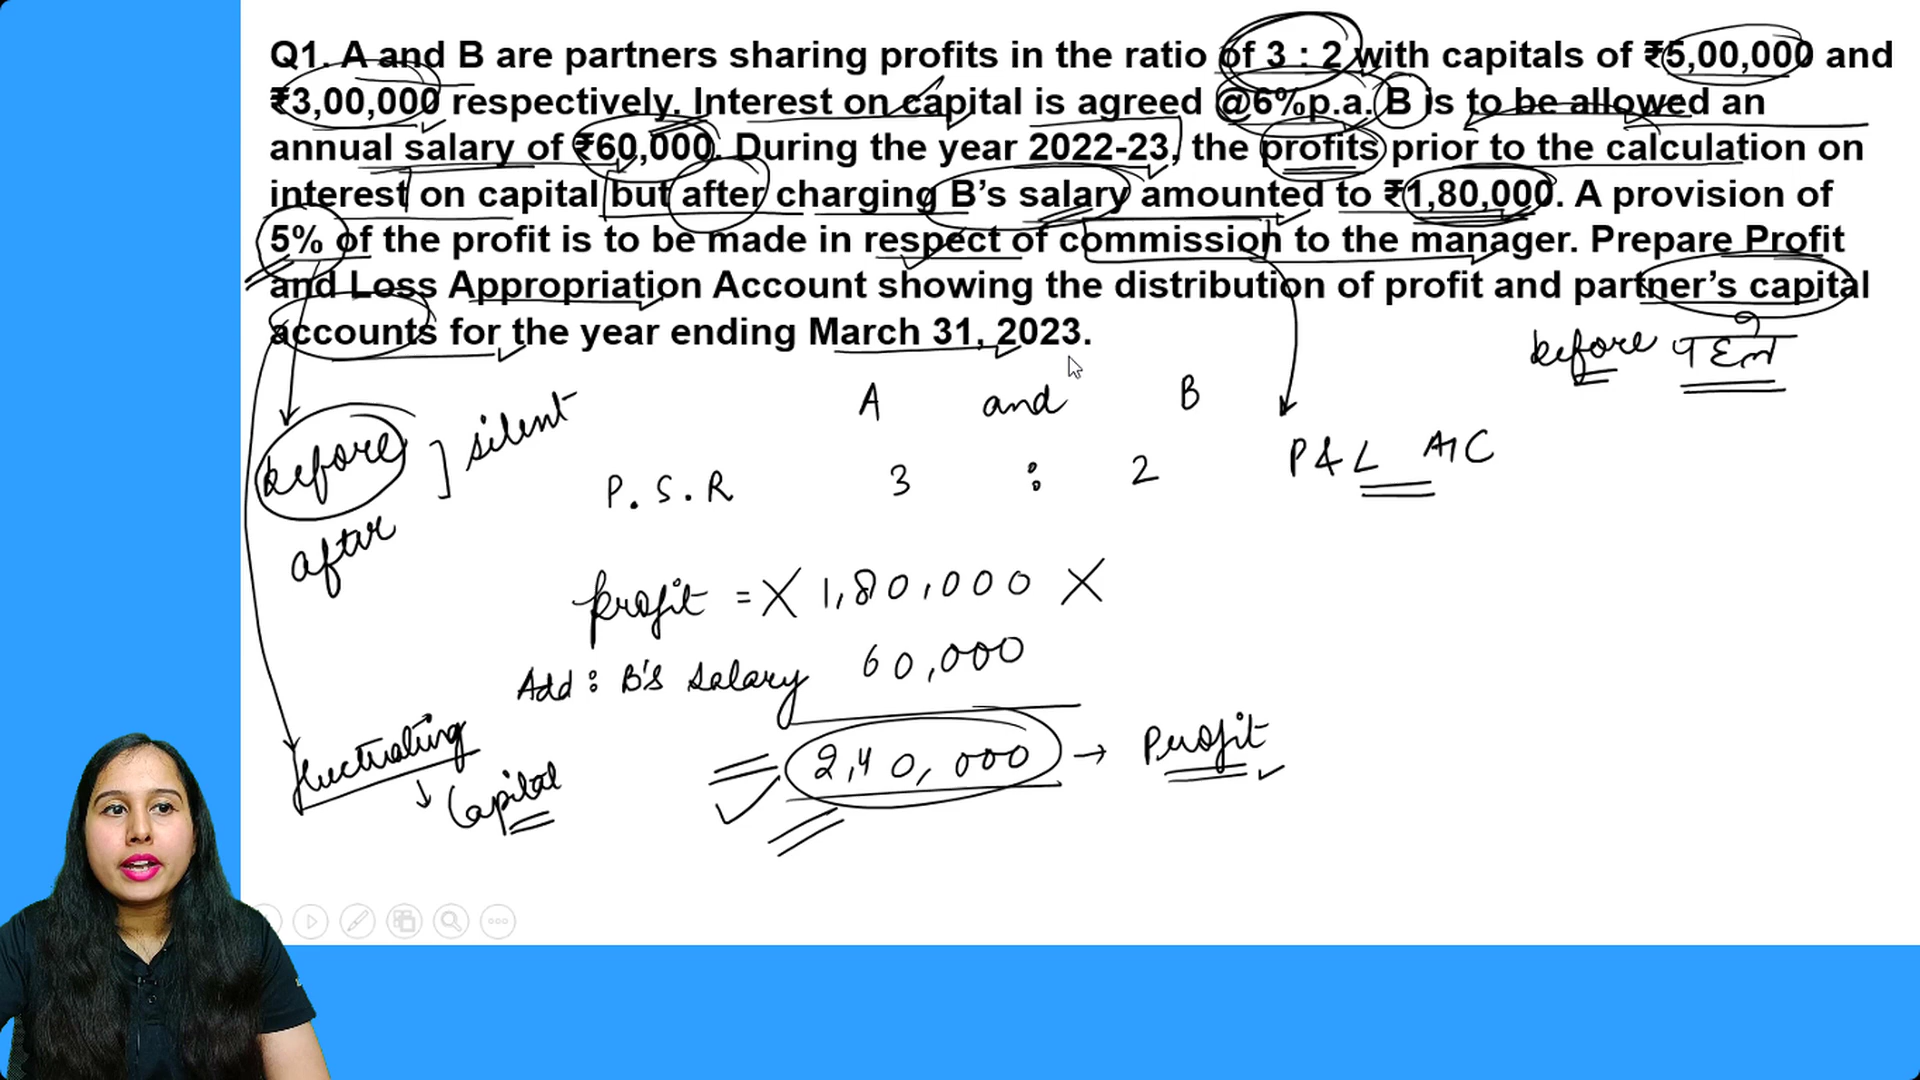 Q1. A and B are partners sharing profits in the ratio of 3 : 2 with capitals of ₹5,00,000 and
₹3,00,000 respectively. Interest on capital is agreed @6%p.a. B is to be allowed an
annual salary of ₹60,000. During the year 2022-23, the profits prior to the calculation on
interest on capital but after charging B's salary amounted to ₹1,80,000. A provision of
5% of the profit is to be made in respect of commission to the manager. Prepare Profit
and Loss Appropriation Account showing the distribution of profit and partner's capital
accounts for the year ending March 31, 2023.
before पहले
A and B
before ] silent
after
P.S.R 3 : 2
P & L A/C
Profit = X 1,80,000 X
Add : B's Salary 60,000
2,40,000 → Profit
fluctuating
↓ Capital